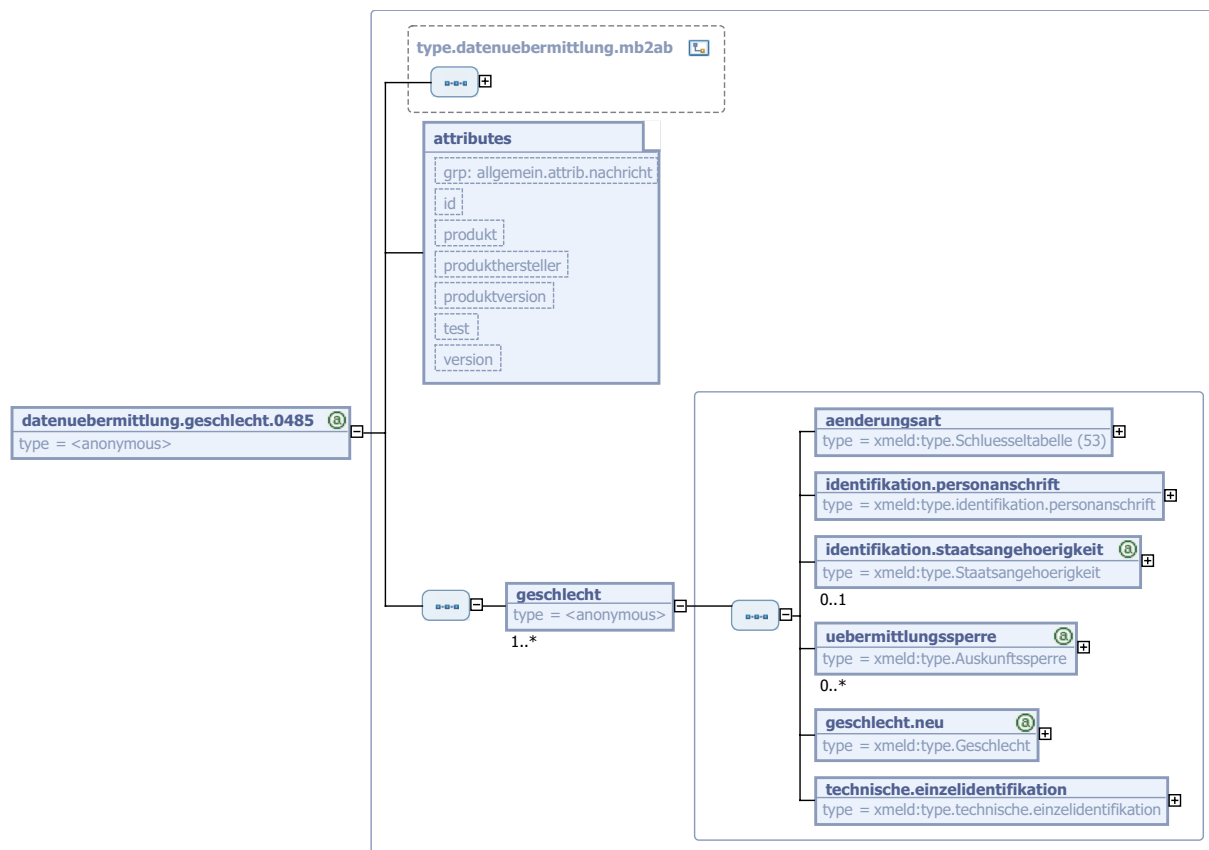 type.datenuebermittlung.mb2ab
attributes
grp: allgemein.attrib.nachricht
id
produkt
produkthersteller
produktversion
test
version
datenuebermittlung.geschlecht.0485 a
type = <anonymous>
geschlecht
type = <anonymous>
1..*
aenderungsart
type = xmeld:type.Schluesseltabelle (53)
identifikation.personanschrift
type = xmeld:type.identifikation.personanschrift
identifikation.staatsangehoerigkeit a
type = xmeld:type.Staatsangehoerigkeit
0..1
uebermittlungssperre a
type = xmeld:type.Auskunftssperre
0..*
geschlecht.neu a
type = xmeld:type.Geschlecht
technische.einzelidentifikation
type = xmeld:type.technische.einzelidentifikation